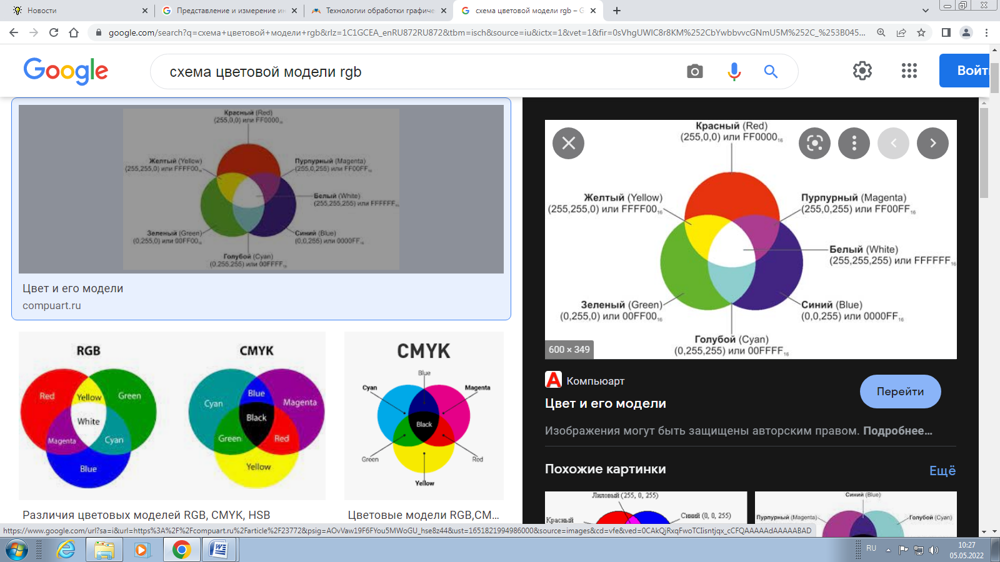 Новости
Представление и измерение ин
Технологии обработки графиче
схема цветовой модели rgb – G
google.com/search?q=схема+цветовой+модели+rgb&rlz=1C1GCEA_enRU872RU872&tbm=isch&source=iu&ictx=1&vet=1&fir=0sVhgUWlC8r8KM%252CbYwbbvvcGNmU5M%252C_%253B045...
Google
схема цветовой модели rgb
Войти
Красный (Red)
(255,0,0) или FF0000₁₆
Желтый (Yellow)
(255,255,0) или FFFF00₁₆
Пурпурный (Magenta)
(255,0,255) или FF00FF₁₆
Белый (White)
(255,255,255) или FFFFFF₁₆
Зеленый (Green)
(0,255,0) или 00FF00₁₆
Синий (Blue)
(0,0,255) или 0000FF₁₆
Голубой (Cyan)
(0,255,255) или 00FFFF₁₆
Цвет и его модели
compuart.ru
RGB
Red
Yellow
Green
White
Magenta
Cyan
Blue
CMYK
Cyan
Blue
Magenta
Black
Green
Red
Yellow
Различия цветовых моделей RGB, CMYK, HSB
CMYK
Blue
Cyan
Magenta
Black
Green
Red
Yellow
Цветовые модели RGB,CM...
Красный (Red)
(255,0,0) или FF0000₁₆
Желтый (Yellow)
(255,255,0) или FFFF00₁₆
Пурпурный (Magenta)
(255,0,255) или FF00FF₁₆
Белый (White)
(255,255,255) или FFFFFF₁₆
Зеленый (Green)
(0,255,0) или 00FF00₁₆
Синий (Blue)
(0,0,255) или 0000FF₁₆
Голубой (Cyan)
(0,255,255) или 00FFFF₁₆
600 × 349
Компьюарт
Цвет и его модели
Перейти
Изображения могут быть защищены авторским правом. Подробнее...
Похожие картинки
Ещё
Лиловый (255, 0, 255)
Красный
Синий (0, 0, 255)
Синий (Blue)
Пурпурный (Magenta)
Голубой (Cyan)
https://www.google.com/url?sa=i&url=https%3A%2F%2Fcompuart.ru%2Farticle%2F23772&psig=AOvVaw19F6FYou5MWoGU_hse8z44&ust=1651821994986000&source=images&cd=vfe&ved=0CAkQjRxqFwoTCIisntjqx_cCFQAAAAAdAAAAABAD
RU
10:27
05.05.2022